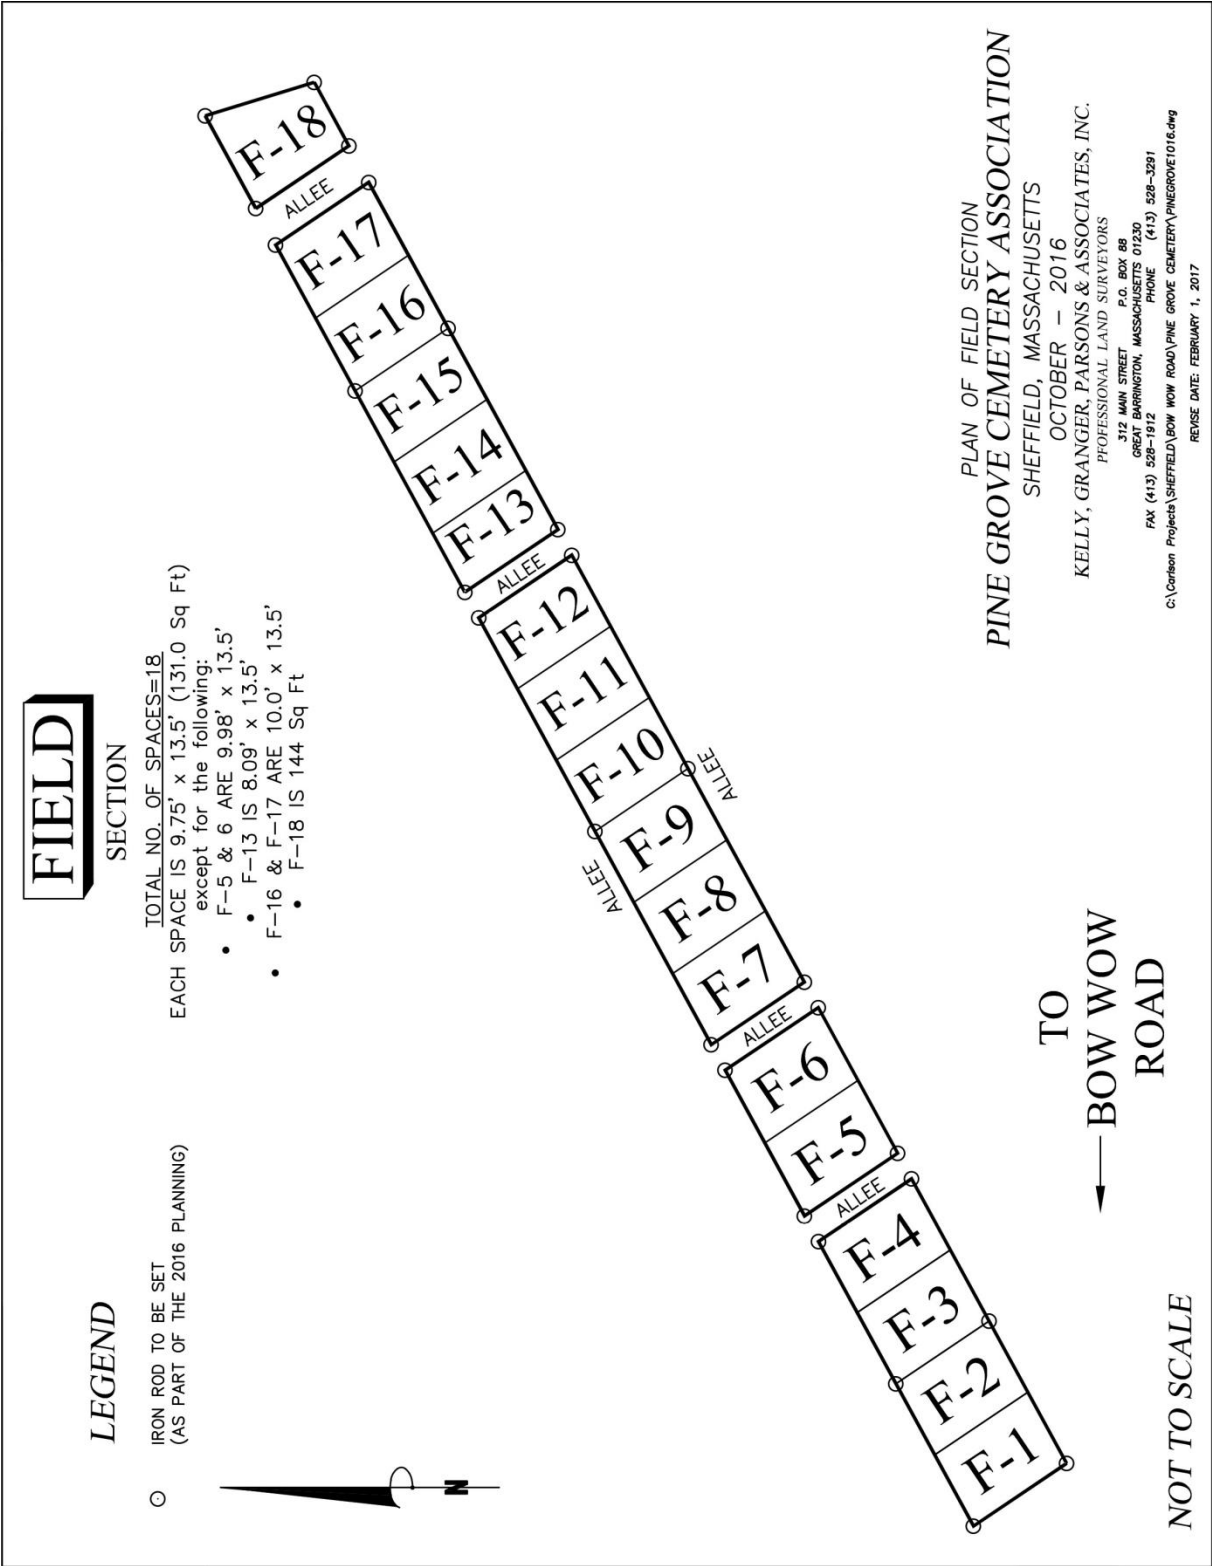 LEGEND
IRON ROD TO BE SET
(AS PART OF THE 2016 PLANNING)
N
FIELD
SECTION
TOTAL NO. OF SPACES=18
EACH SPACE IS 9.75' x 13.5' (131.0 Sq Ft)
except for the following:
• F-5 & 6 ARE 9.98' x 13.5'
• F-13 IS 8.09' x 13.5'
• F-16 & F-17 ARE 10.0' x 13.5'
• F-18 IS 144 Sq Ft
F-1
F-2
F-3
F-4
ALLEE
F-5
F-6
ALLEE
F-7
F-8
F-9
ALLEE
ALLEE
F-10
F-11
F-12
ALLEE
F-13
F-14
F-15
F-16
F-17
ALLEE
F-18
NOT TO SCALE
TO
BOW WOW
ROAD
PLAN OF FIELD SECTION
PINE GROVE CEMETERY ASSOCIATION
SHEFFIELD, MASSACHUSETTS
OCTOBER - 2016
KELLY, GRANGER, PARSONS & ASSOCIATES, INC.
PFOFESSIONAL LAND SURVEYORS
312 MAIN STREET P.O. BOX 88
GREAT BARRINGTON, MASSACHUSETTS 01230
FAX (413) 528-1912 PHONE (413) 528-3291
C:\Carlson Projects\SHEFFIELD\BOW WOW ROAD\PINE GROVE CEMETERY\PINEGROVE1016.dwg
REVISE DATE: FEBRUARY 1, 2017